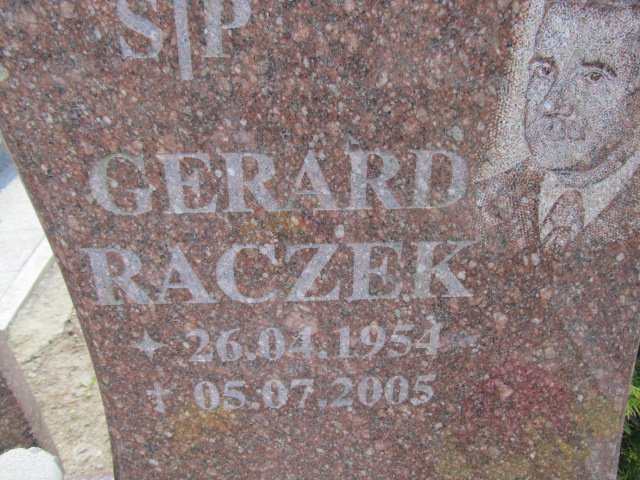 S P
GERARD
RACZEK
26.04.1954
† 05.07.2005